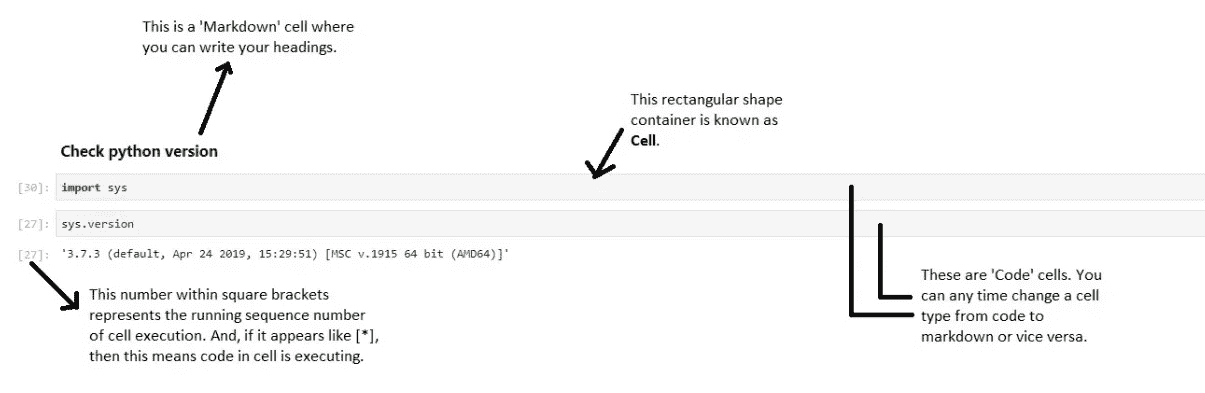 This is a 'Markdown' cell where
you can write your headings.
This rectangular shape
container is known as
Cell.
Check python version
[30]: import sys
[27]: sys.version
[27]: '3.7.3 (default, Apr 24 2019, 15:29:51) [MSC v.1915 64 bit (AMD64)]'
This number within square brackets
represents the running sequence number
of cell execution. And, if it appears like [*],
then this means code in cell is executing.
These are 'Code' cells. You
can any time change a cell
type from code to
markdown or vice versa.